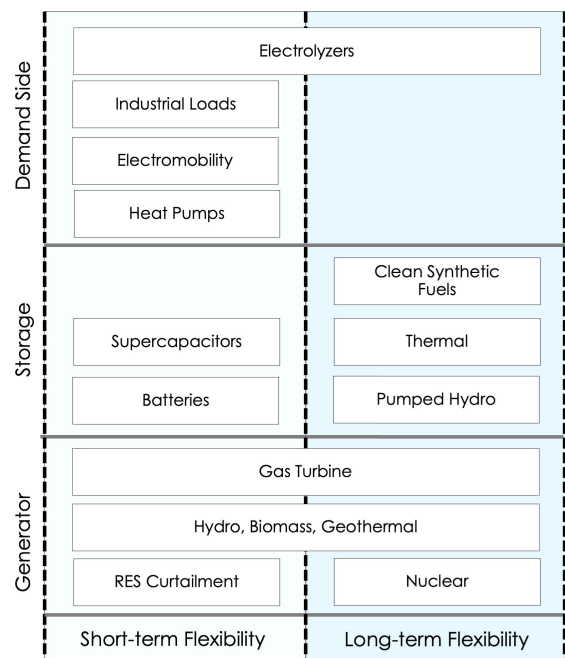 Demand Side
Electrolyzers
Industrial Loads
Electromobility
Heat Pumps
Storage
Clean Synthetic
Fuels
Supercapacitors
Thermal
Batteries
Pumped Hydro
Generator
Gas Turbine
Hydro, Biomass, Geothermal
RES Curtailment
Nuclear
Short-term Flexibility
Long-term Flexibility